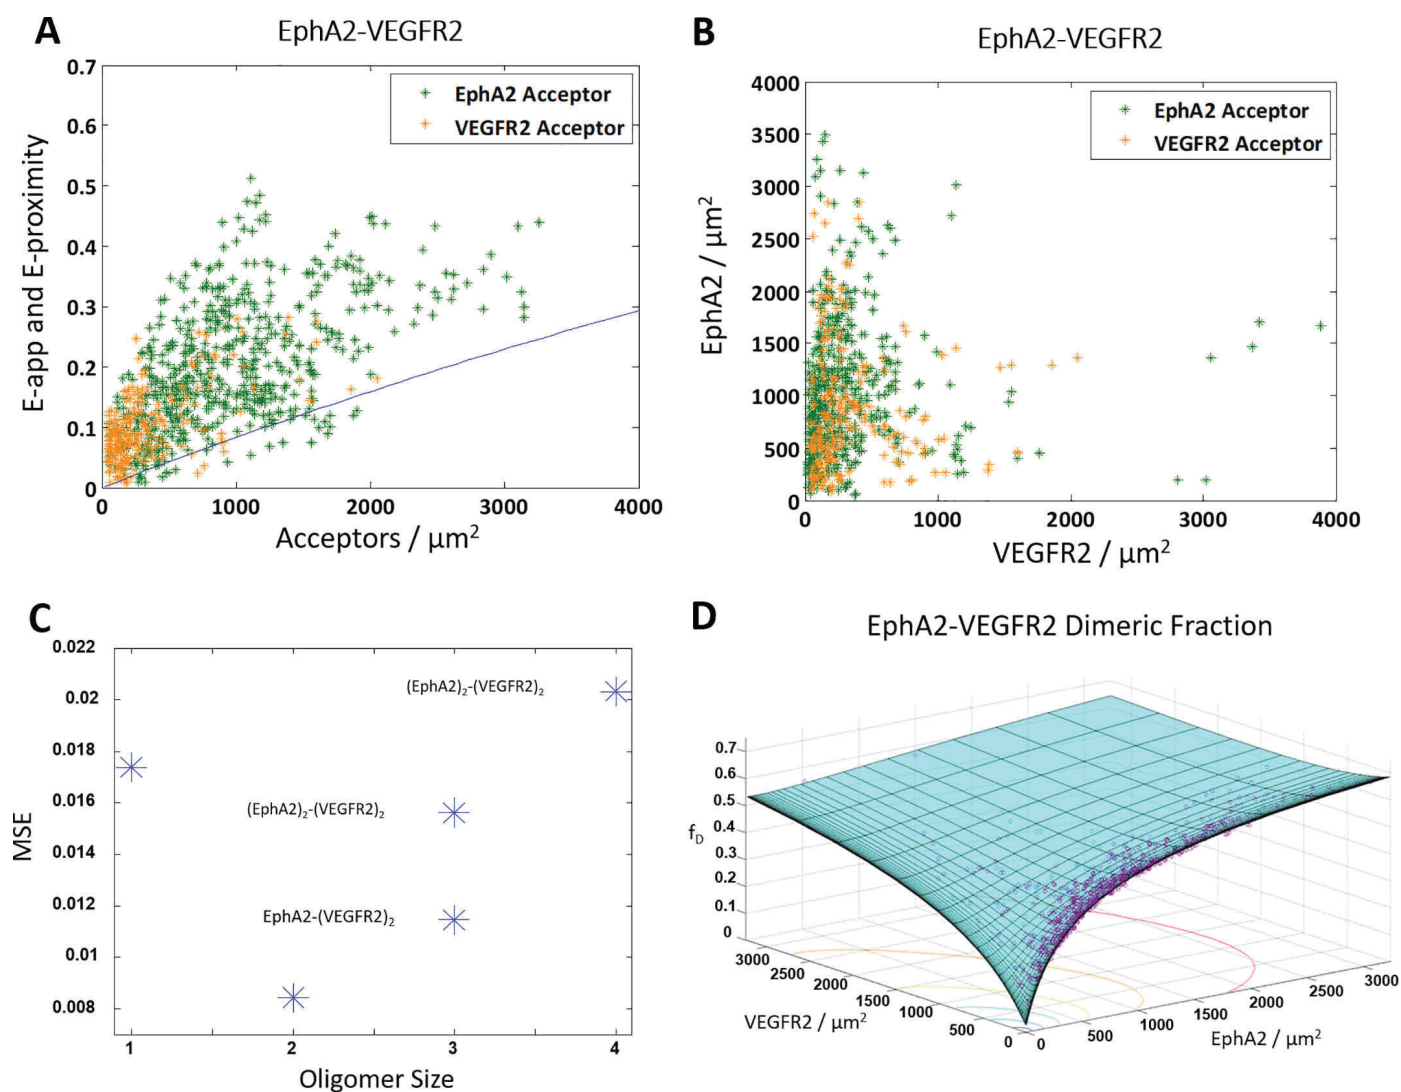 A
EphA2-VEGFR2
0.7
0.6
0.5
0.4
0.3
0.2
0.1
0
E-app and E-proximity
EphA2 Acceptor
VEGFR2 Acceptor
0 1000 2000 3000 4000
Acceptors / µm²
B
EphA2-VEGFR2
4000
3500
3000
2500
2000
1500
1000
500
0
EphA2 / µm²
EphA2 Acceptor
VEGFR2 Acceptor
0 1000 2000 3000 4000
VEGFR2 / µm²
C
0.022
0.02
0.018
0.016
0.014
0.012
0.01
0.008
MSE
(EphA2)₂-(VEGFR2)₂
(EphA2)₂-(VEGFR2)₂
EphA2-(VEGFR2)₂
1 2 3 4
Oligomer Size
D
EphA2-VEGFR2 Dimeric Fraction
0.7
0.6
0.5
0.4
0.3
0.2
0.1
0
f_D
3000
2500
2000
1500
1000
500
0
VEGFR2 / µm²
0
500
1000
1500
2000
2500
3000
EphA2 / µm²